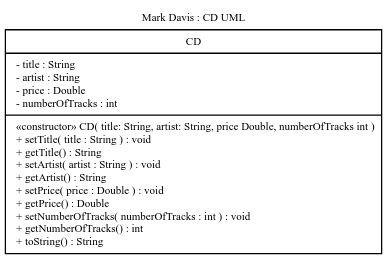 Mark Davis : CD UML
CD
- title : String
- artist : String
- price : Double
- numberOfTracks : int
«constructor» CD( title: String, artist: String, price Double, numberOfTracks int )
+ setTitle( title : String ) : void
+ getTitle() : String
+ setArtist( artist : String ) : void
+ getArtist() : String
+ setPrice( price : Double ) : void
+ getPrice() : Double
+ setNumberOfTracks( numberOfTracks : int ) : void
+ getNumberOfTracks() : int
+ toString() : String